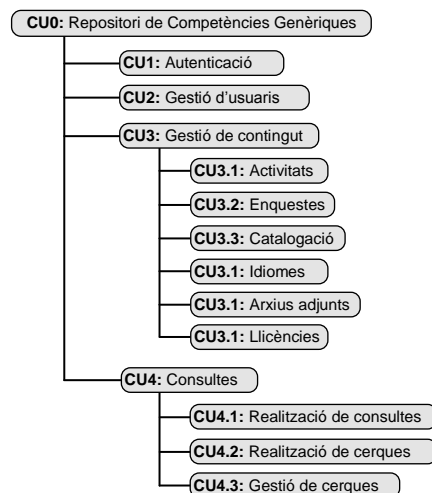 CU0: Repositori de Competències Genèriques
CU1: Autenticació
CU2: Gestió d'usuaris
CU3: Gestió de contingut
CU3.1: Activitats
CU3.2: Enquestes
CU3.3: Catalogació
CU3.1: Idiomes
CU3.1: Arxius adjunts
CU3.1: Llicències
CU4: Consultes
CU4.1: Realització de consultes
CU4.2: Realització de cerques
CU4.3: Gestió de cerques